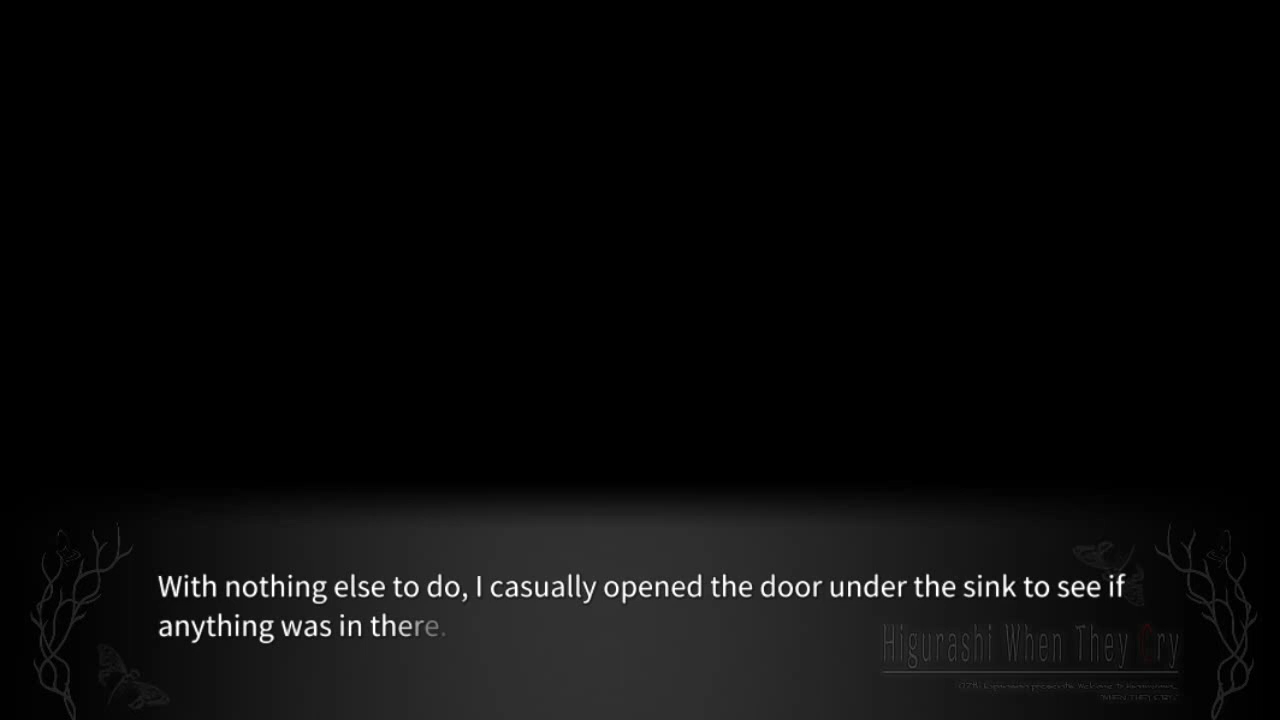 With nothing else to do, I casually opened the door under the sink to see if
anything was in there.
Higurashi When They Cry